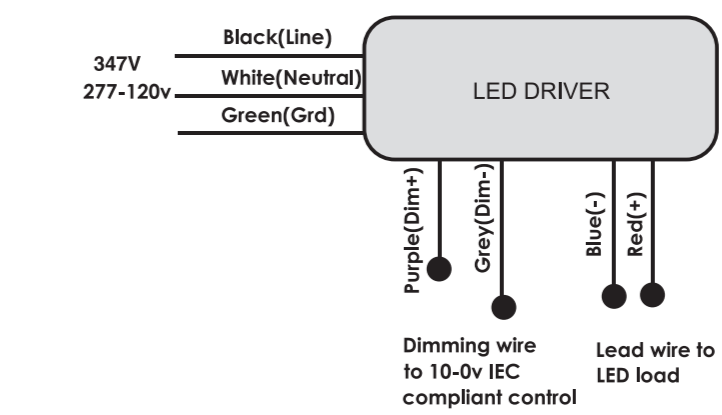 Black(Line)
347V
White(Neutral)
277-120v
Green(Grd)
LED DRIVER
Purple(Dim+)
Grey(Dim-)
Blue(-)
Red(+)
Dimming wire
to 10-0v IEC
compliant control
Lead wire to
LED load